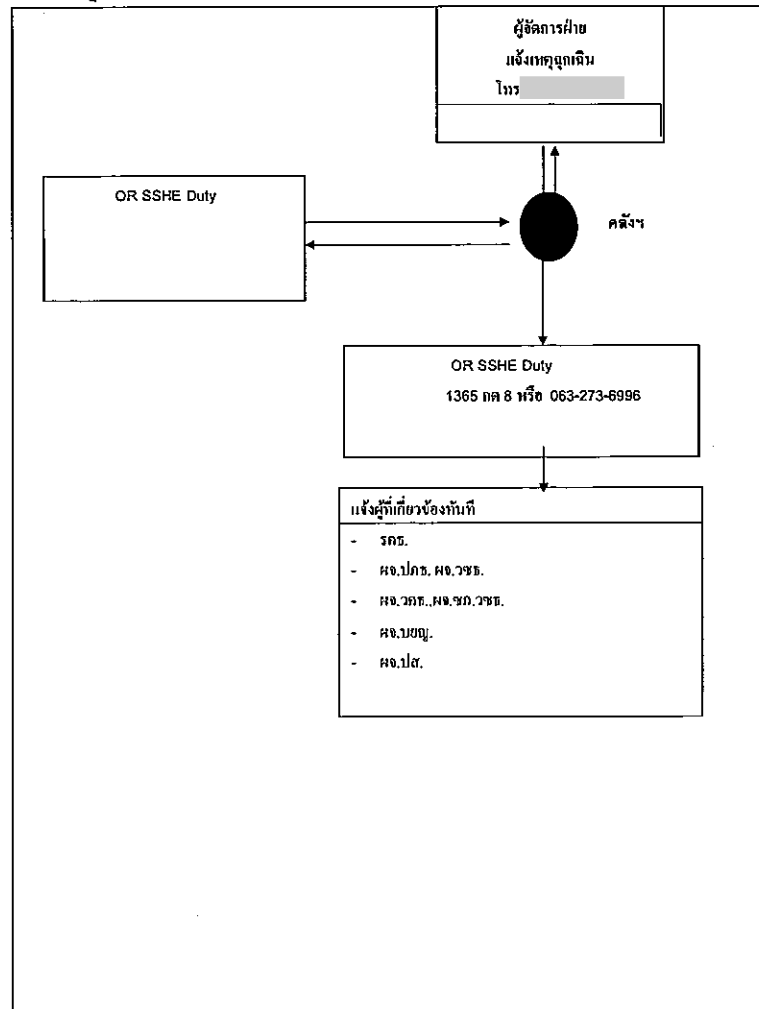 ผู้จัดการฝ่าย
แจ้งเหตุฉุกเฉิน
โทร
OR SSHE Duty
คลังฯ
OR SSHE Duty
1365 กด 8 หรือ 063-273-6996
แจ้งผู้ที่เกี่ยวข้องทันที
- รคธ.
- ผจ.ปภธ. ผจ.วชธ.
- ผจ.วคธ.,ผจ.ชภ.วชธ.
- ผจ.บยญ.
- ผจ.ปส.